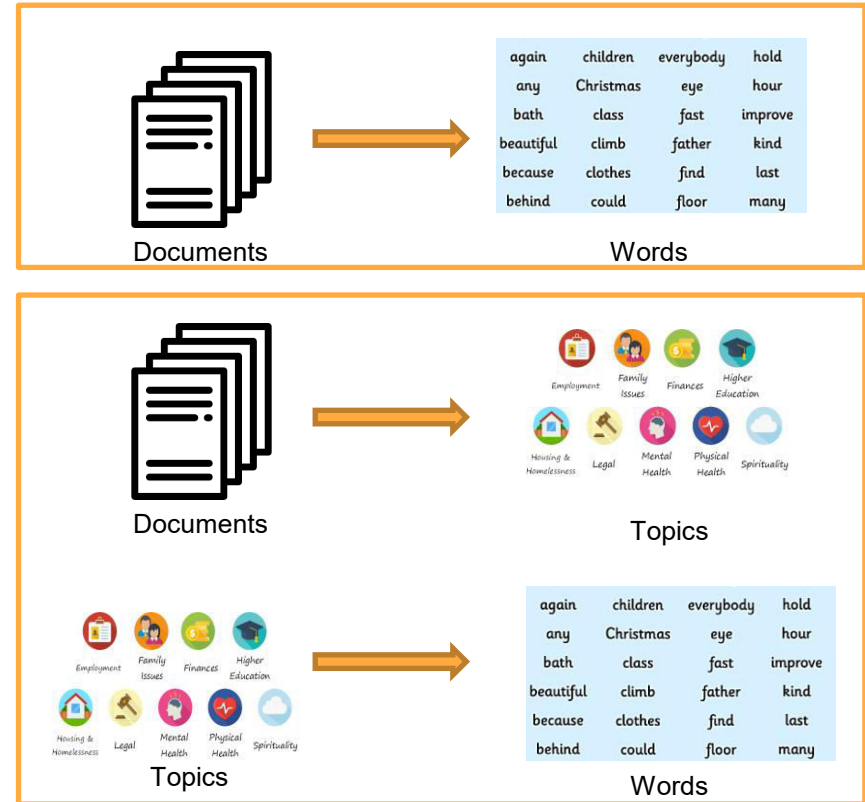 again children everybody hold
any Christmas eye hour
bath class fast improve
beautiful climb father kind
because clothes find last
behind could floor many
Documents
Words
Employment
Family
Issues
Finances
Higher
Education
Housing &
Homelessness
Legal
Mental
Health
Physical
Health
Spirituality
Documents
Topics
Employment
Family
Issues
Finances
Higher
Education
Housing &
Homelessness
Legal
Mental
Health
Physical
Health
Spirituality
Topics
again children everybody hold
any Christmas eye hour
bath class fast improve
beautiful climb father kind
because clothes find last
behind could floor many
Words